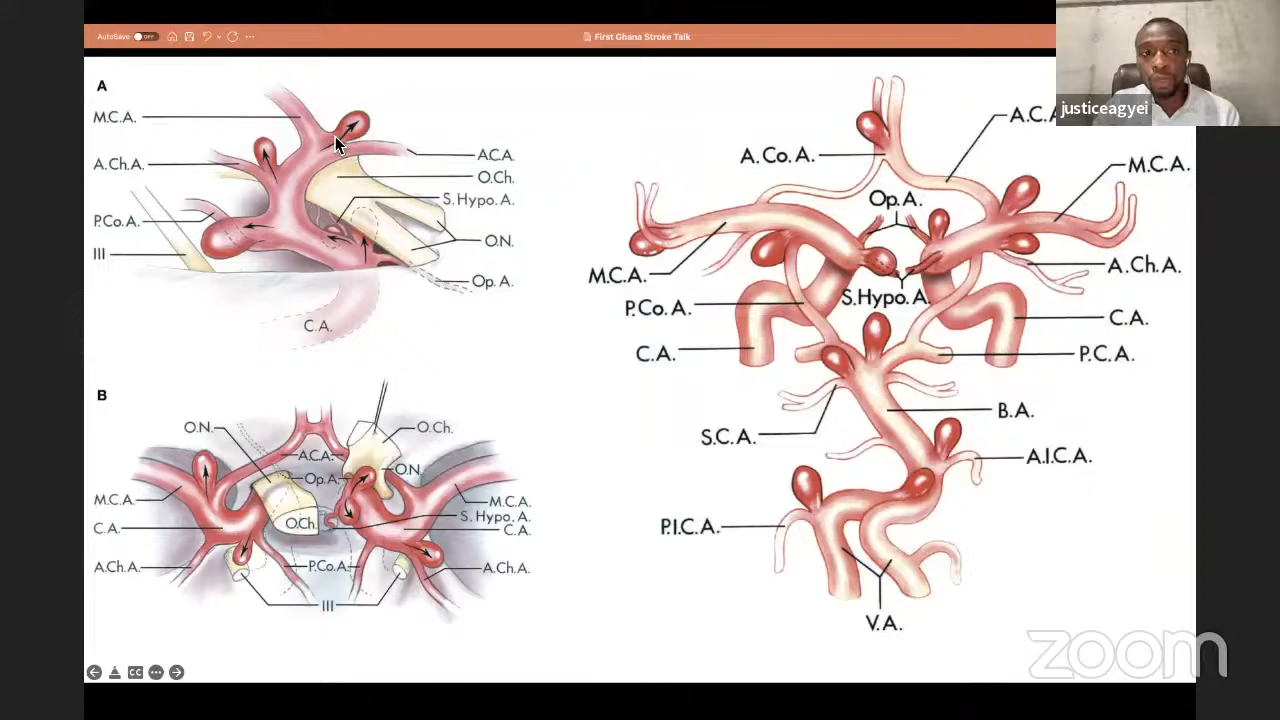 AutoSave OFF
First Ghana Stroke Talk
justiceagyei
A
M.C.A.
A.Ch.A.
P.Co.A.
III
A.C.A.
O.Ch.
S.Hypo.A.
O.N.
Op.A.
C.A.
B
O.N.
A.C.A.
Op.A.
O.Ch.
O.N.
M.C.A.
C.A.
A.Ch.A.
O.Ch.
P.Co.A.
III
M.C.A.
S.Hypo.A.
C.A.
A.Ch.A.
A.Co.A.
A.C.A.
M.C.A.
Op.A.
M.C.A.
S.Hypo.A.
A.Ch.A.
P.Co.A.
C.A.
C.A.
P.C.A.
S.C.A.
B.A.
A.I.C.A.
P.I.C.A.
V.A.
CC
zoom